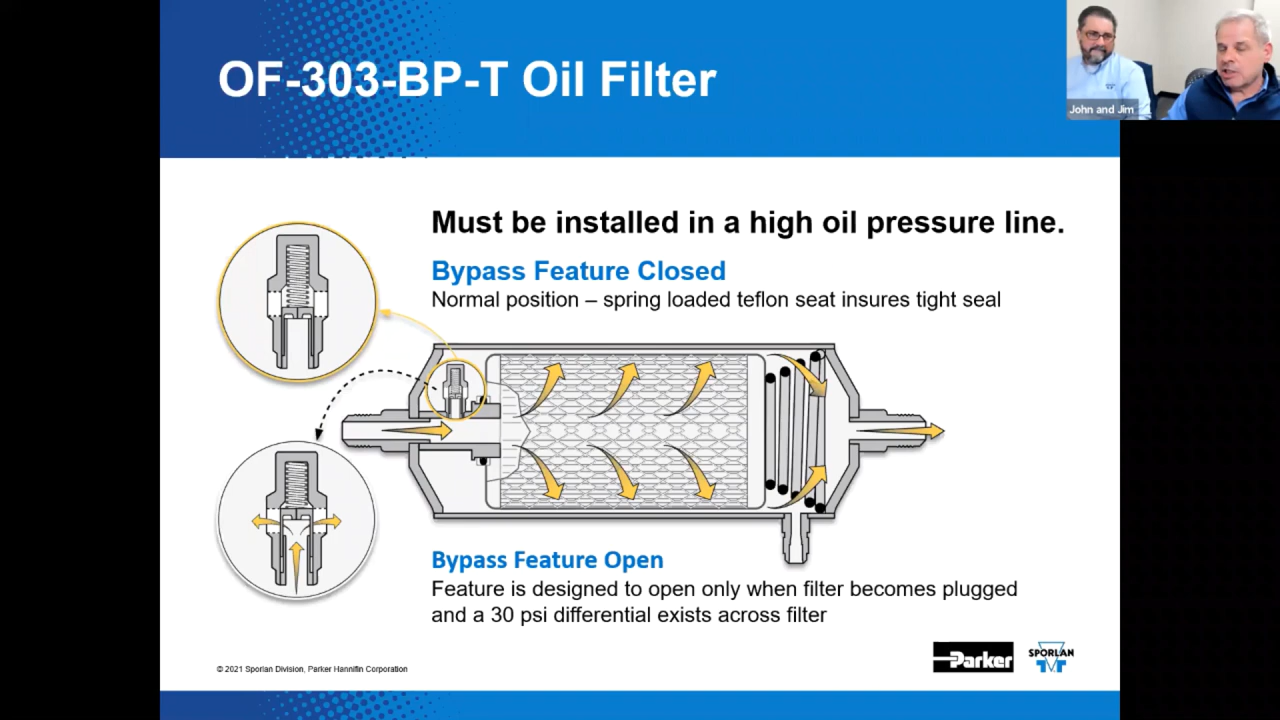 OF-303-BP-T Oil Filter
John and Jim
Must be installed in a high oil pressure line.
Bypass Feature Closed
Normal position – spring loaded teflon seat insures tight seal
Bypass Feature Open
Feature is designed to open only when filter becomes plugged
and a 30 psi differential exists across filter
© 2021 Sporlan Division, Parker Hannifin Corporation
Parker
SPORLAN